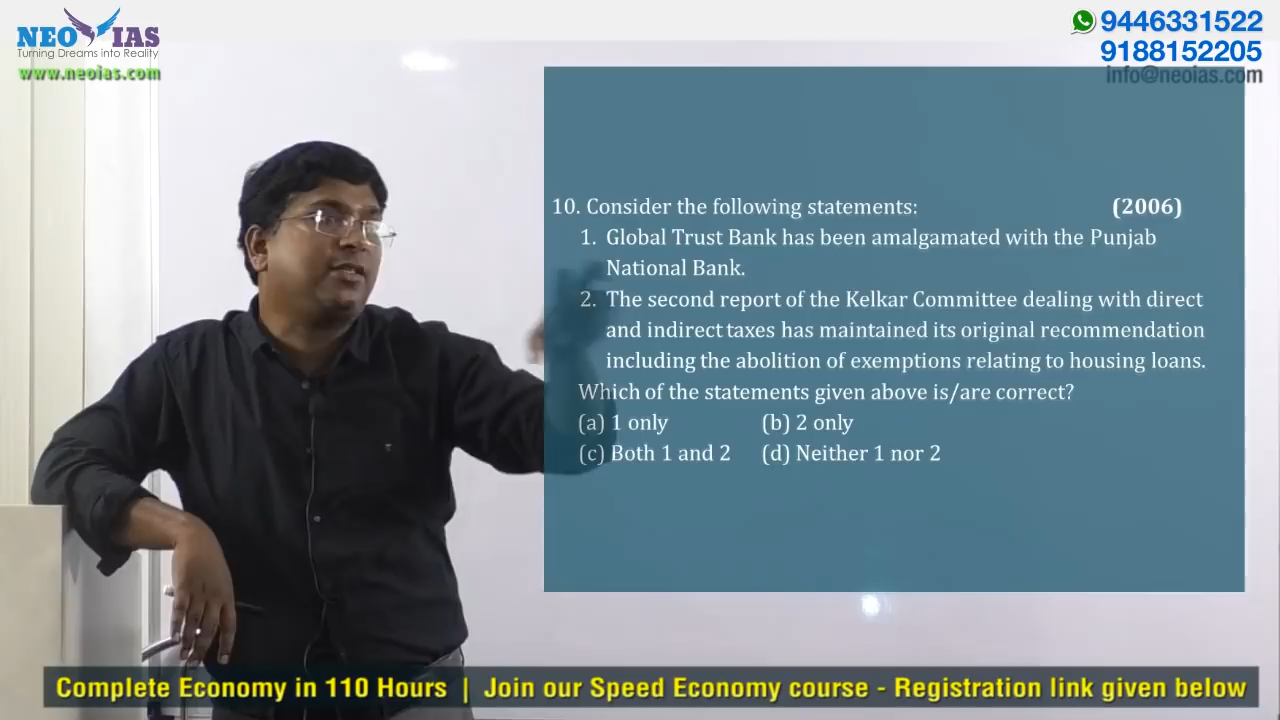 NEO IAS
Turning Dreams into Reality
www.neoias.com
9446331522
9188152205
info@neoias.com
10. Consider the following statements: (2006)
1. Global Trust Bank has been amalgamated with the Punjab
National Bank.
2. The second report of the Kelkar Committee dealing with direct
and indirect taxes has maintained its original recommendation
including the abolition of exemptions relating to housing loans.
Which of the statements given above is/are correct?
(a) 1 only (b) 2 only
(c) Both 1 and 2 (d) Neither 1 nor 2
Complete Economy in 110 Hours | Join our Speed Economy course - Registration link given below